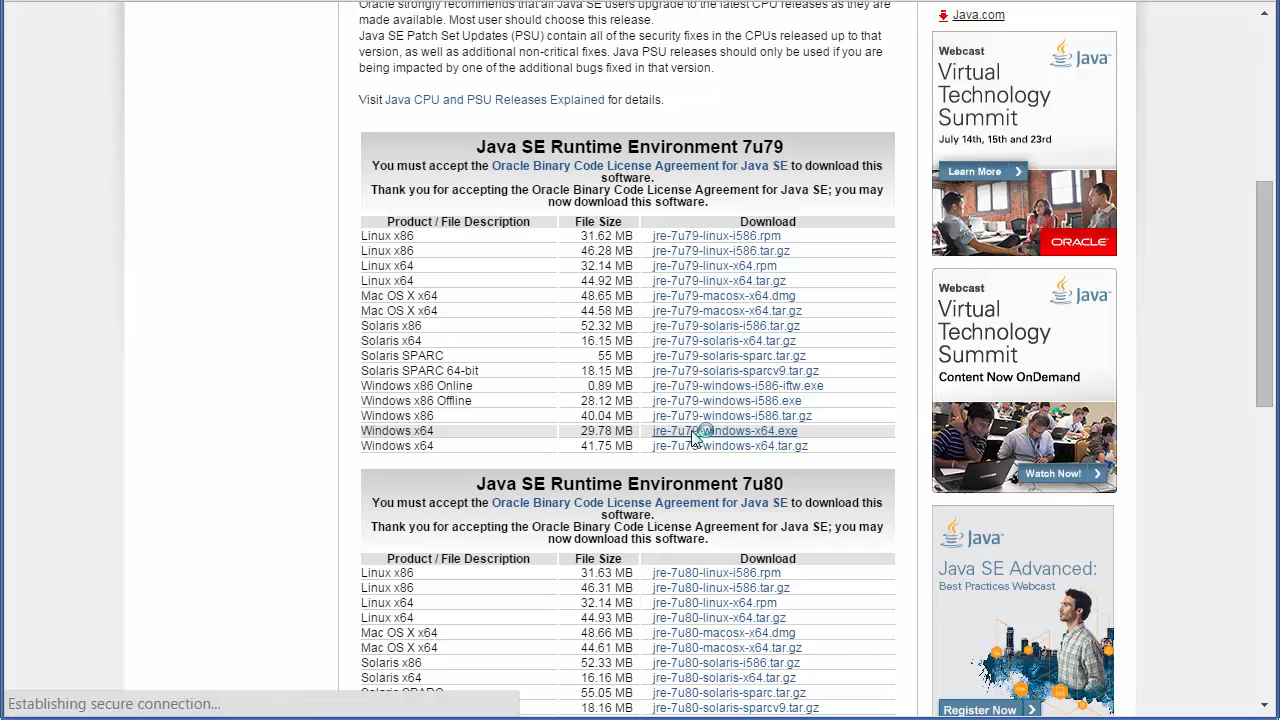 Oracle strongly recommends that all Java SE users upgrade to the latest CPU releases as they are
made available. Most user should choose this release.
Java SE Patch Set Updates (PSU) contain all of the security fixes in the CPUs released up to that
version, as well as additional non-critical fixes. Java PSU releases should only be used if you are
being impacted by one of the additional bugs fixed in that version.
Visit Java CPU and PSU Releases Explained for details.
Java SE Runtime Environment 7u79
You must accept the Oracle Binary Code License Agreement for Java SE to download this
software.
Thank you for accepting the Oracle Binary Code License Agreement for Java SE; you may
now download this software.
Product / File Description File Size Download
Linux x86 31.62 MB jre-7u79-linux-i586.rpm
Linux x86 46.28 MB jre-7u79-linux-i586.tar.gz
Linux x64 32.14 MB jre-7u79-linux-x64.rpm
Linux x64 44.92 MB jre-7u79-linux-x64.tar.gz
Mac OS X x64 48.65 MB jre-7u79-macosx-x64.dmg
Mac OS X x64 44.58 MB jre-7u79-macosx-x64.tar.gz
Solaris x86 52.32 MB jre-7u79-solaris-i586.tar.gz
Solaris x64 16.15 MB jre-7u79-solaris-x64.tar.gz
Solaris SPARC 55 MB jre-7u79-solaris-sparc.tar.gz
Solaris SPARC 64-bit 18.15 MB jre-7u79-solaris-sparcv9.tar.gz
Windows x86 Online 0.89 MB jre-7u79-windows-i586-iftw.exe
Windows x86 Offline 28.12 MB jre-7u79-windows-i586.exe
Windows x86 40.04 MB jre-7u79-windows-i586.tar.gz
Windows x64 29.78 MB jre-7u79-windows-x64.exe
Windows x64 41.75 MB jre-7u79-windows-x64.tar.gz
Java SE Runtime Environment 7u80
You must accept the Oracle Binary Code License Agreement for Java SE to download this
software.
Thank you for accepting the Oracle Binary Code License Agreement for Java SE; you may
now download this software.
Product / File Description File Size Download
Linux x86 31.63 MB jre-7u80-linux-i586.rpm
Linux x86 46.31 MB jre-7u80-linux-i586.tar.gz
Linux x64 32.14 MB jre-7u80-linux-x64.rpm
Linux x64 44.93 MB jre-7u80-linux-x64.tar.gz
Mac OS X x64 48.66 MB jre-7u80-macosx-x64.dmg
Mac OS X x64 44.61 MB jre-7u80-macosx-x64.tar.gz
Solaris x86 52.33 MB jre-7u80-solaris-i586.tar.gz
Solaris x64 16.16 MB jre-7u80-solaris-x64.tar.gz
Solaris SPARC 55.05 MB jre-7u80-solaris-sparc.tar.gz
18.16 MB jre-7u80-solaris-sparcv9.tar.gz
Establishing secure connection...
Java.com
Webcast
Java
Virtual
Technology
Summit
July 14th, 15th and 23rd
Learn More
ORACLE
Webcast
Java
Virtual
Technology
Summit
Content Now OnDemand
Watch Now!
Java
Java SE Advanced:
Best Practices Webcast
Register Now